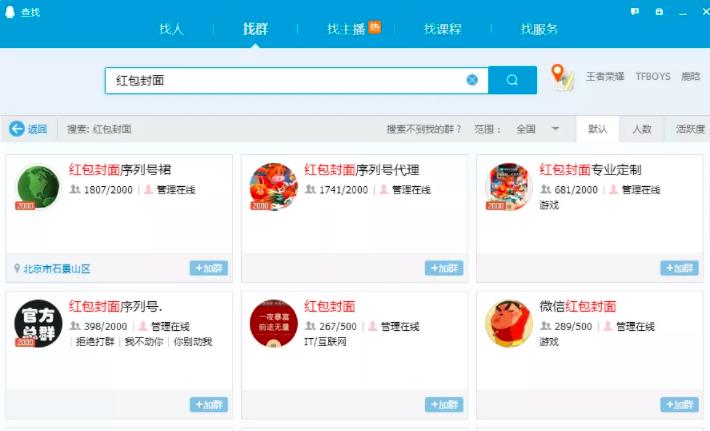 查找
找人
找群
找主播 热
找课程
找服务
红包封面
王者荣耀 TFBOYS 鹿晗
返回 搜索: 红包封面 搜索不到我的群? 范围: 全国 默认 人数 活跃度
红包封面序列号裙
1807/2000 管理在线
2000
北京市石景山区
+加群
红包封面序列号代理
1741/2000 管理在线
2000
+加群
红包封面专业定制
681/2000 管理在线
游戏
2000
+加群
官方
总群
2000
红包封面序列号.
398/2000 管理在线
拒绝打群 我不动你 你别动我
+加群
一夜暴富
前途无量
红包封面
267/500 管理在线
IT/互联网
+加群
微信红包封面
289/500 管理在线
游戏
+加群